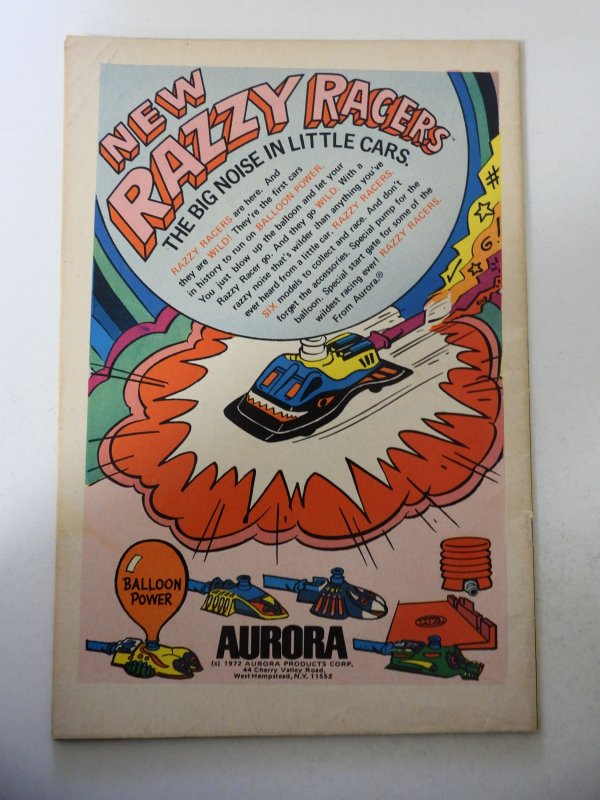 NEW
RAZZY RACERS™
THE BIG NOISE IN LITTLE CARS.
RAZZY RACERS are here. And
they are WILD! They're the first cars
in history to run on BALLOON POWER.
You just blow up the balloon and let your
Razzy Racer go. And they go WILD. With a
razzy noise that's wilder than anything you've
ever heard from a little car. RAZZY RACERS.
SIX models to collect and race. And don't
forget the accessories. Special pump for the
balloon. Special start gate for some of the
wildest racing ever! RAZZY RACERS.
From Aurora®
#
G!
BALLOON
POWER
AURORA
(c) 1972 AURORA PRODUCTS CORP.
44 Cherry Valley Road,
West Hempstead, N.Y. 11552